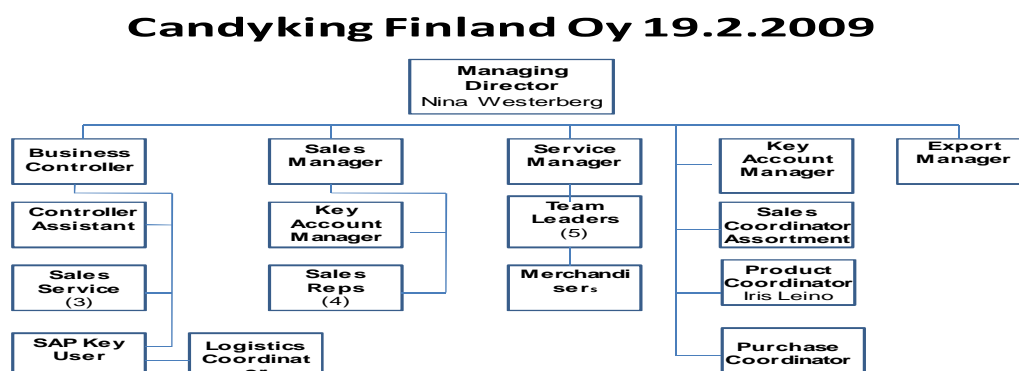 Candyking Finland Oy 19.2.2009
Managing
Director
Nina Westerberg
Business
Controller
Sales
Manager
Service
Manager
Key
Account
Manager
Export
Manager
Controller
Assistant
Key
Account
Manager
Team
Leaders
(5)
Sales
Coordinator
Assortment
Sales
Service
(3)
Sales
Reps
(4)
Merchandi
sers
Product
Coordinator
Iris Leino
SAP Key
User
Logistics
Coordinat
or
Purchase
Coordinator